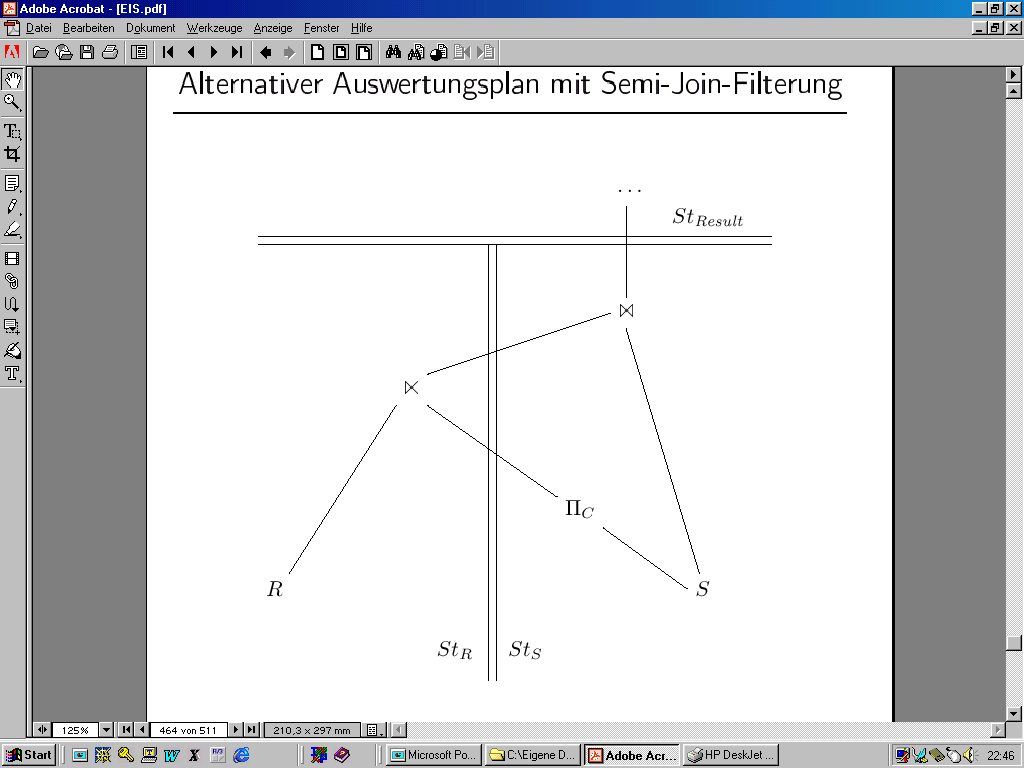 Adobe Acrobat - [EIS.pdf]
Datei Bearbeiten Dokument Werkzeuge Anzeige Fenster Hilfe
Alternativer Auswertungsplan mit Semi-Join-Filterung
...
St_Result
⋈
⋉
Π_C
R S
St_R St_S
125% 464 von 511 210,3 x 297 mm
Start Microsoft Po... C:\Eigene D... Adobe Acr... HP DeskJet ... 22:46